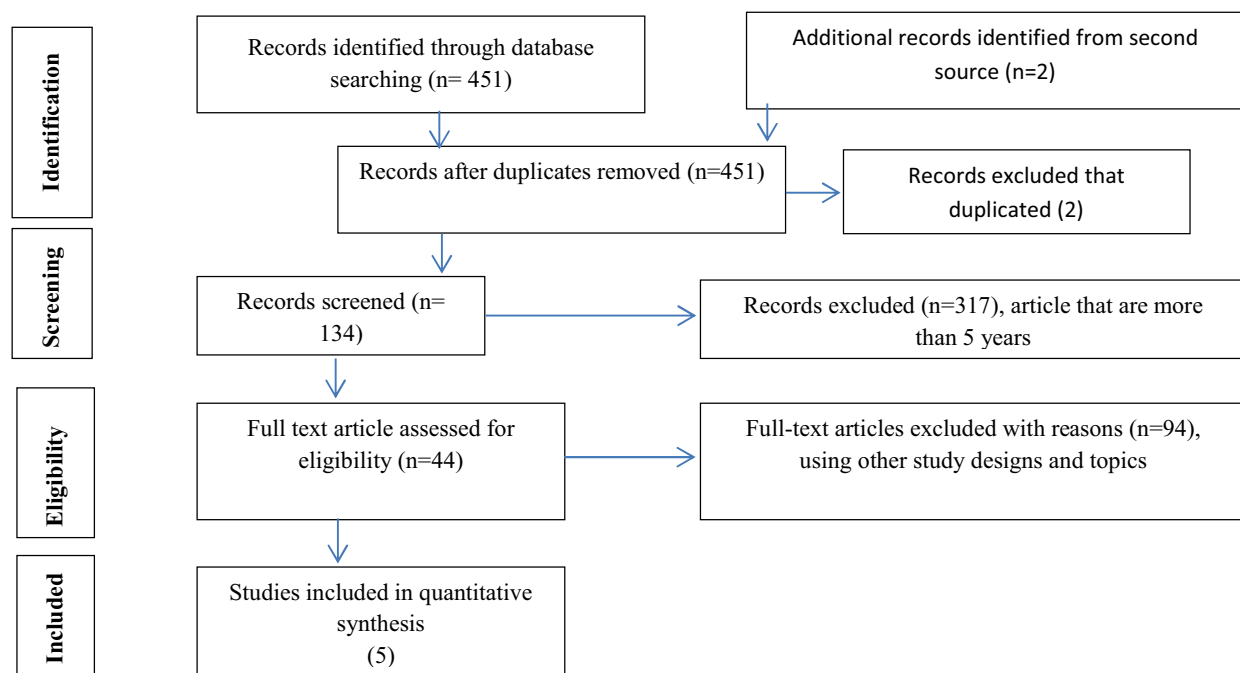 Identification
Records identified through database
searching (n= 451)
Additional records identified from second
source (n=2)
Records after duplicates removed (n=451)
Records excluded that
duplicated (2)
Screening
Records screened (n=
134)
Records excluded (n=317), article that are more
than 5 years
Eligibility
Full text article assessed for
eligibility (n=44)
Full-text articles excluded with reasons (n=94),
using other study designs and topics
Included
Studies included in quantitative
synthesis
(5)